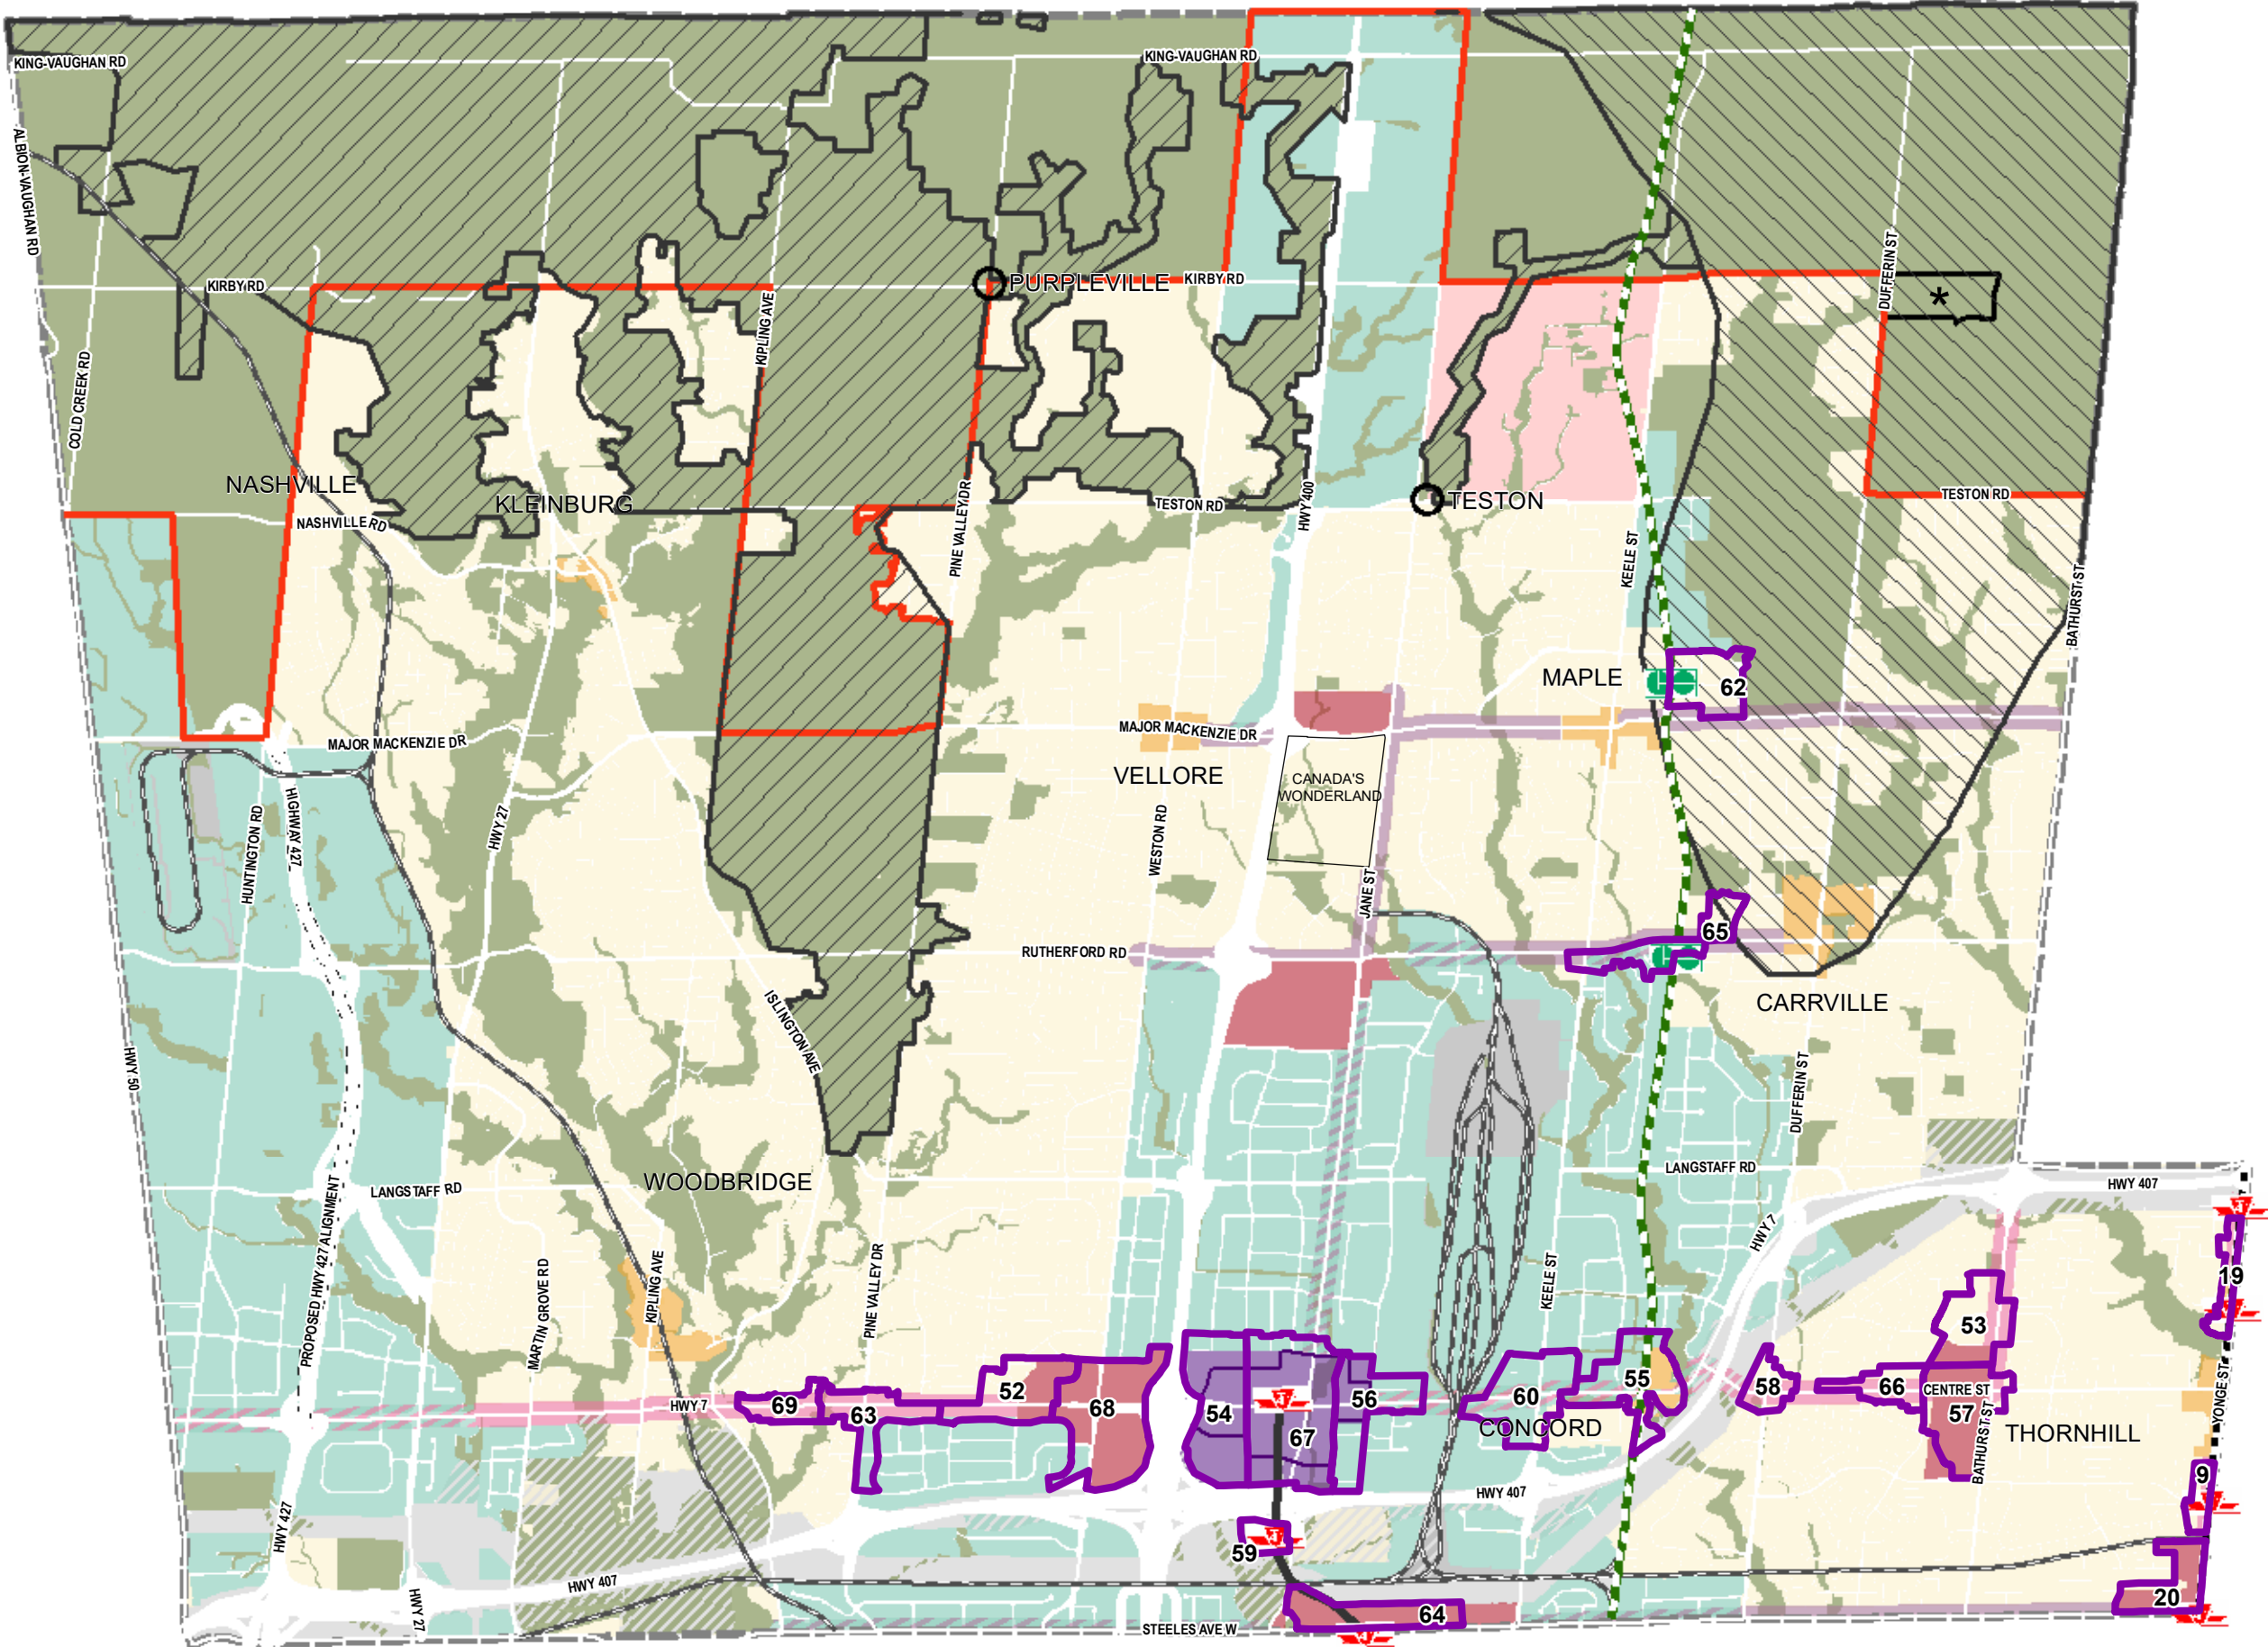 KING-VAUGHAN RD
KING-VAUGHAN RD
ALBION-VAUGHAN RD
KIRBY RD
PURPLEVILLE
KIRBY RD
DUFFERIN ST
*
KIPLING AVE
COLD CREEK RD
NASHVILLE
KLEINBURG
NASHVILLE RD
PINE VALLEY DR
TESTON RD
HWY 400
TESTON
TESTON RD
KEELE ST
BATHURST ST
MAPLE
62
MAJOR MACKENZIE DR
MAJOR MACKENZIE DR
VELLORE
CANADA'S
WONDERLAND
HUNTINGTON RD
HIGHWAY 427
HWY 27
WESTON RD
JANE ST
RUTHERFORD RD
65
CARRVILLE
ISLINGTON AVE
HWY 50
DUFFERIN ST
WOODBRIDGE
LANGSTAFF RD
LANGSTAFF RD
HWY 407
PROPOSED HWY 427 ALIGNMENT
MARTIN GROVE RD
KIPLING AVE
PINE VALLEY DR
KEELE ST
HWY 7
19
53
HWY 7
69
63
52
68
54
67
56
60
55
58
66
CENTRE ST
57
BATHURST ST
YONGE ST
CONCORD
THORNHILL
9
HWY 427
HWY 407
HWY 27
HWY 407
59
64
20
STEELES AVE W